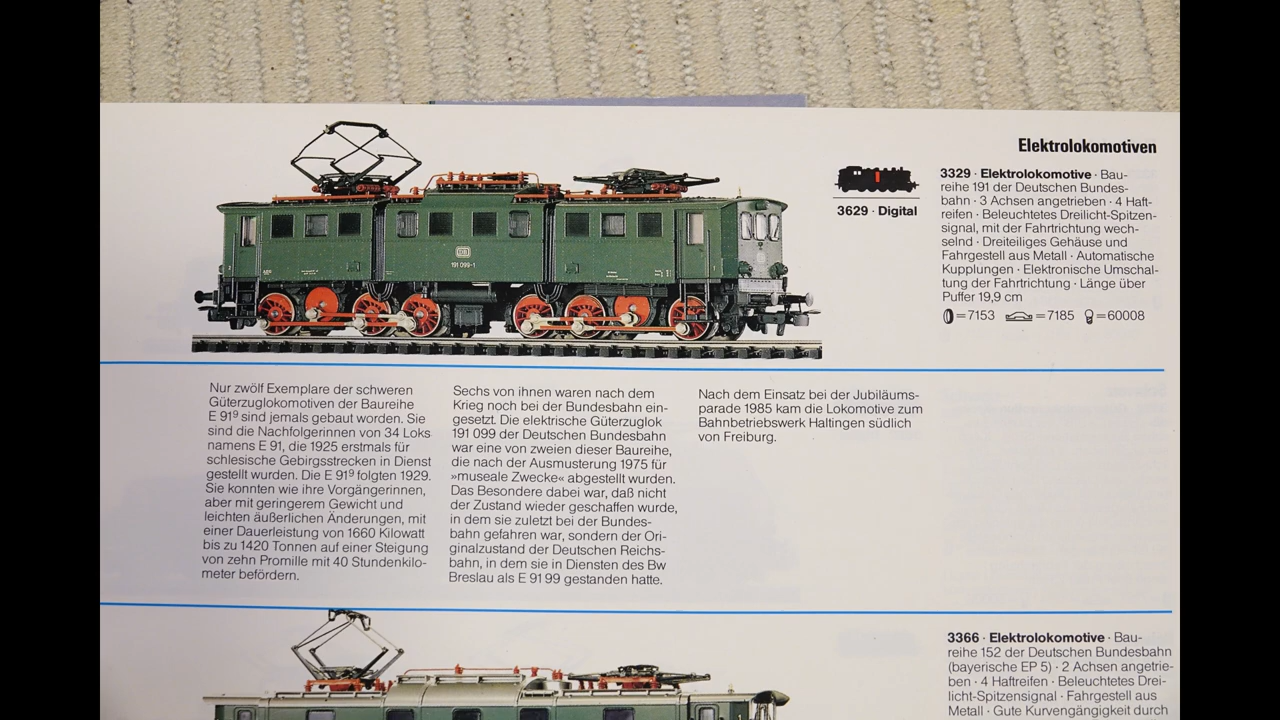 Elektrolokomotiven
3629 · Digital
3329 · Elektrolokomotive · Bau-
reihe 191 der Deutschen Bundes-
bahn · 3 Achsen angetrieben · 4 Haft-
reifen · Beleuchtetes Dreilicht-Spitzen-
signal, mit der Fahrtrichtung wech-
selnd · Dreiteiliges Gehäuse und
Fahrgestell aus Metall · Automatische
Kupplungen · Elektronische Umschal-
tung der Fahrtrichtung · Länge über
Puffer 19,9 cm
=7153 =7185 =60008
DB
191 099-1
Nur zwölf Exemplare der schweren
Güterzuglokomotiven der Baureihe
E 91⁹ sind jemals gebaut worden. Sie
sind die Nachfolgerinnen von 34 Loks
namens E 91, die 1925 erstmals für
schlesische Gebirgsstrecken in Dienst
gestellt wurden. Die E 91⁹ folgten 1929.
Sie konnten wie ihre Vorgängerinnen,
aber mit geringerem Gewicht und
leichten äußerlichen Änderungen, mit
einer Dauerleistung von 1660 Kilowatt
bis zu 1420 Tonnen auf einer Steigung
von zehn Promille mit 40 Stundenkilo-
meter befördern.
Sechs von ihnen waren nach dem
Krieg noch bei der Bundesbahn ein-
gesetzt. Die elektrische Güterzuglok
191 099 der Deutschen Bundesbahn
war eine von zweien dieser Baureihe,
die nach der Ausmusterung 1975 für
»museale Zwecke« abgestellt wurden.
Das Besondere dabei war, daß nicht
der Zustand wieder geschaffen wurde,
in dem sie zuletzt bei der Bundes-
bahn gefahren war, sondern der Ori-
ginalzustand der Deutschen Reichs-
bahn, in dem sie in Diensten des Bw
Breslau als E 91 99 gestanden hatte.
Nach dem Einsatz bei der Jubiläums-
parade 1985 kam die Lokomotive zum
Bahnbetriebswerk Haltingen südlich
von Freiburg.
3366 · Elektrolokomotive · Bau-
reihe 152 der Deutschen Bundesbahn
(bayerische EP 5) · 2 Achsen angetrie-
ben · 4 Haftreifen · Beleuchtetes Drei-
licht-Spitzensignal · Fahrgestell aus
Metall · Gute Kurvengängigkeit durch